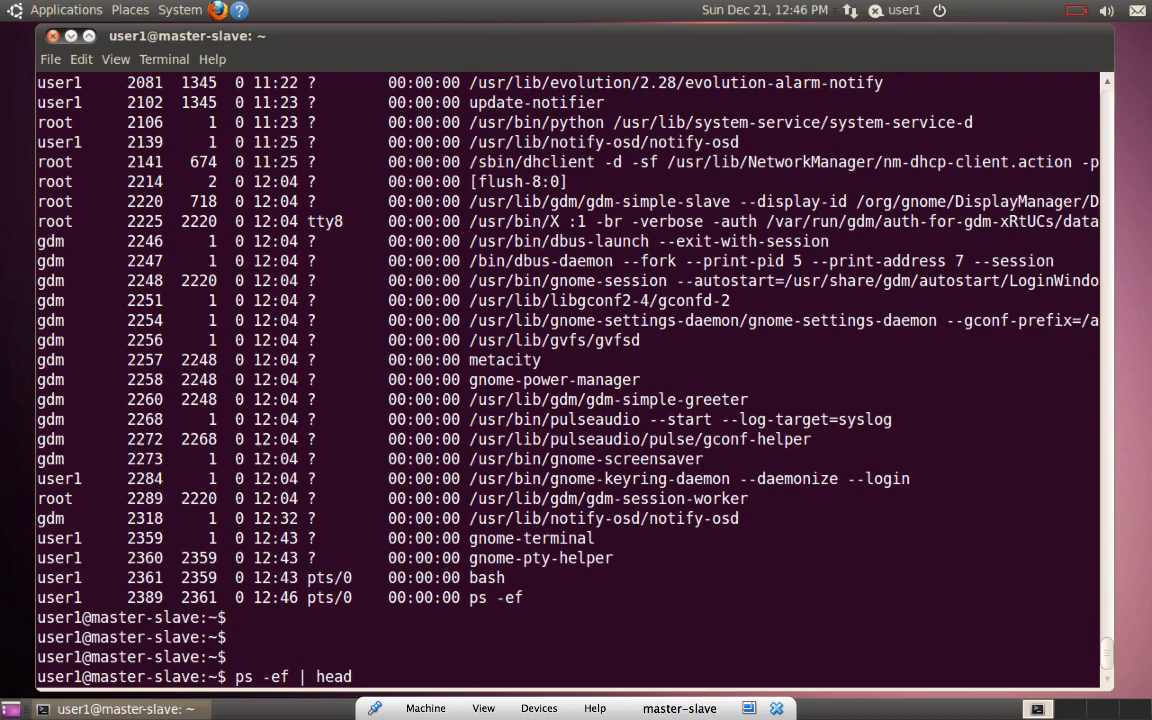 Applications Places System Sun Dec 21, 12:46 PM user1
user1@master-slave: ~
File Edit View Terminal Help
user1 2081 1345 0 11:22 ? 00:00:00 /usr/lib/evolution/2.28/evolution-alarm-notify
user1 2102 1345 0 11:23 ? 00:00:00 update-notifier
root 2106 1 0 11:23 ? 00:00:00 /usr/bin/python /usr/lib/system-service/system-service-d
user1 2139 1 0 11:25 ? 00:00:00 /usr/lib/notify-osd/notify-osd
root 2141 674 0 11:25 ? 00:00:00 /sbin/dhclient -d -sf /usr/lib/NetworkManager/nm-dhcp-client.action -p
root 2214 2 0 12:04 ? 00:00:00 [flush-8:0]
root 2220 718 0 12:04 ? 00:00:00 /usr/lib/gdm/gdm-simple-slave --display-id /org/gnome/DisplayManager/D
root 2225 2220 0 12:04 tty8 00:00:00 /usr/bin/X :1 -br -verbose -auth /var/run/gdm/auth-for-gdm-xRtUCs/data
gdm 2246 1 0 12:04 ? 00:00:00 /usr/bin/dbus-launch --exit-with-session
gdm 2247 1 0 12:04 ? 00:00:00 /bin/dbus-daemon --fork --print-pid 5 --print-address 7 --session
gdm 2248 2220 0 12:04 ? 00:00:00 /usr/bin/gnome-session --autostart=/usr/share/gdm/autostart/LoginWindo
gdm 2251 1 0 12:04 ? 00:00:00 /usr/lib/libgconf2-4/gconfd-2
gdm 2254 1 0 12:04 ? 00:00:00 /usr/lib/gnome-settings-daemon/gnome-settings-daemon --gconf-prefix=/a
gdm 2256 1 0 12:04 ? 00:00:00 /usr/lib/gvfs/gvfsd
gdm 2257 2248 0 12:04 ? 00:00:00 metacity
gdm 2258 2248 0 12:04 ? 00:00:00 gnome-power-manager
gdm 2260 2248 0 12:04 ? 00:00:00 /usr/lib/gdm/gdm-simple-greeter
gdm 2268 1 0 12:04 ? 00:00:00 /usr/bin/pulseaudio --start --log-target=syslog
gdm 2272 2268 0 12:04 ? 00:00:00 /usr/lib/pulseaudio/pulse/gconf-helper
gdm 2273 1 0 12:04 ? 00:00:00 /usr/bin/gnome-screensaver
user1 2284 1 0 12:04 ? 00:00:00 /usr/bin/gnome-keyring-daemon --daemonize --login
root 2289 2220 0 12:04 ? 00:00:00 /usr/lib/gdm/gdm-session-worker
gdm 2318 1 0 12:32 ? 00:00:00 /usr/lib/notify-osd/notify-osd
user1 2359 1 0 12:43 ? 00:00:00 gnome-terminal
user1 2360 2359 0 12:43 ? 00:00:00 gnome-pty-helper
user1 2361 2359 0 12:43 pts/0 00:00:00 bash
user1 2389 2361 0 12:46 pts/0 00:00:00 ps -ef
user1@master-slave:~$
user1@master-slave:~$
user1@master-slave:~$
user1@master-slave:~$ ps -ef | head
user1@master-slave: ~ Machine View Devices Help master-slave